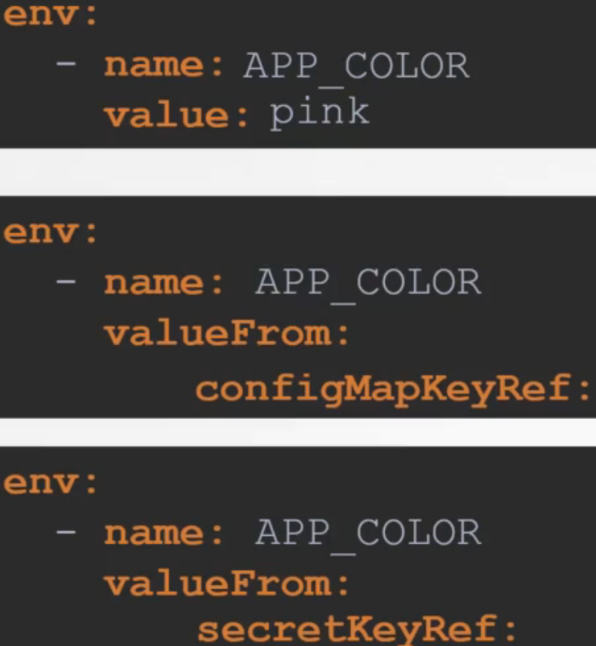 env:
- name: APP_COLOR
value: pink
env:
- name: APP_COLOR
valueFrom:
configMapKeyRef:
env:
- name: APP_COLOR
valueFrom:
secretKeyRef: